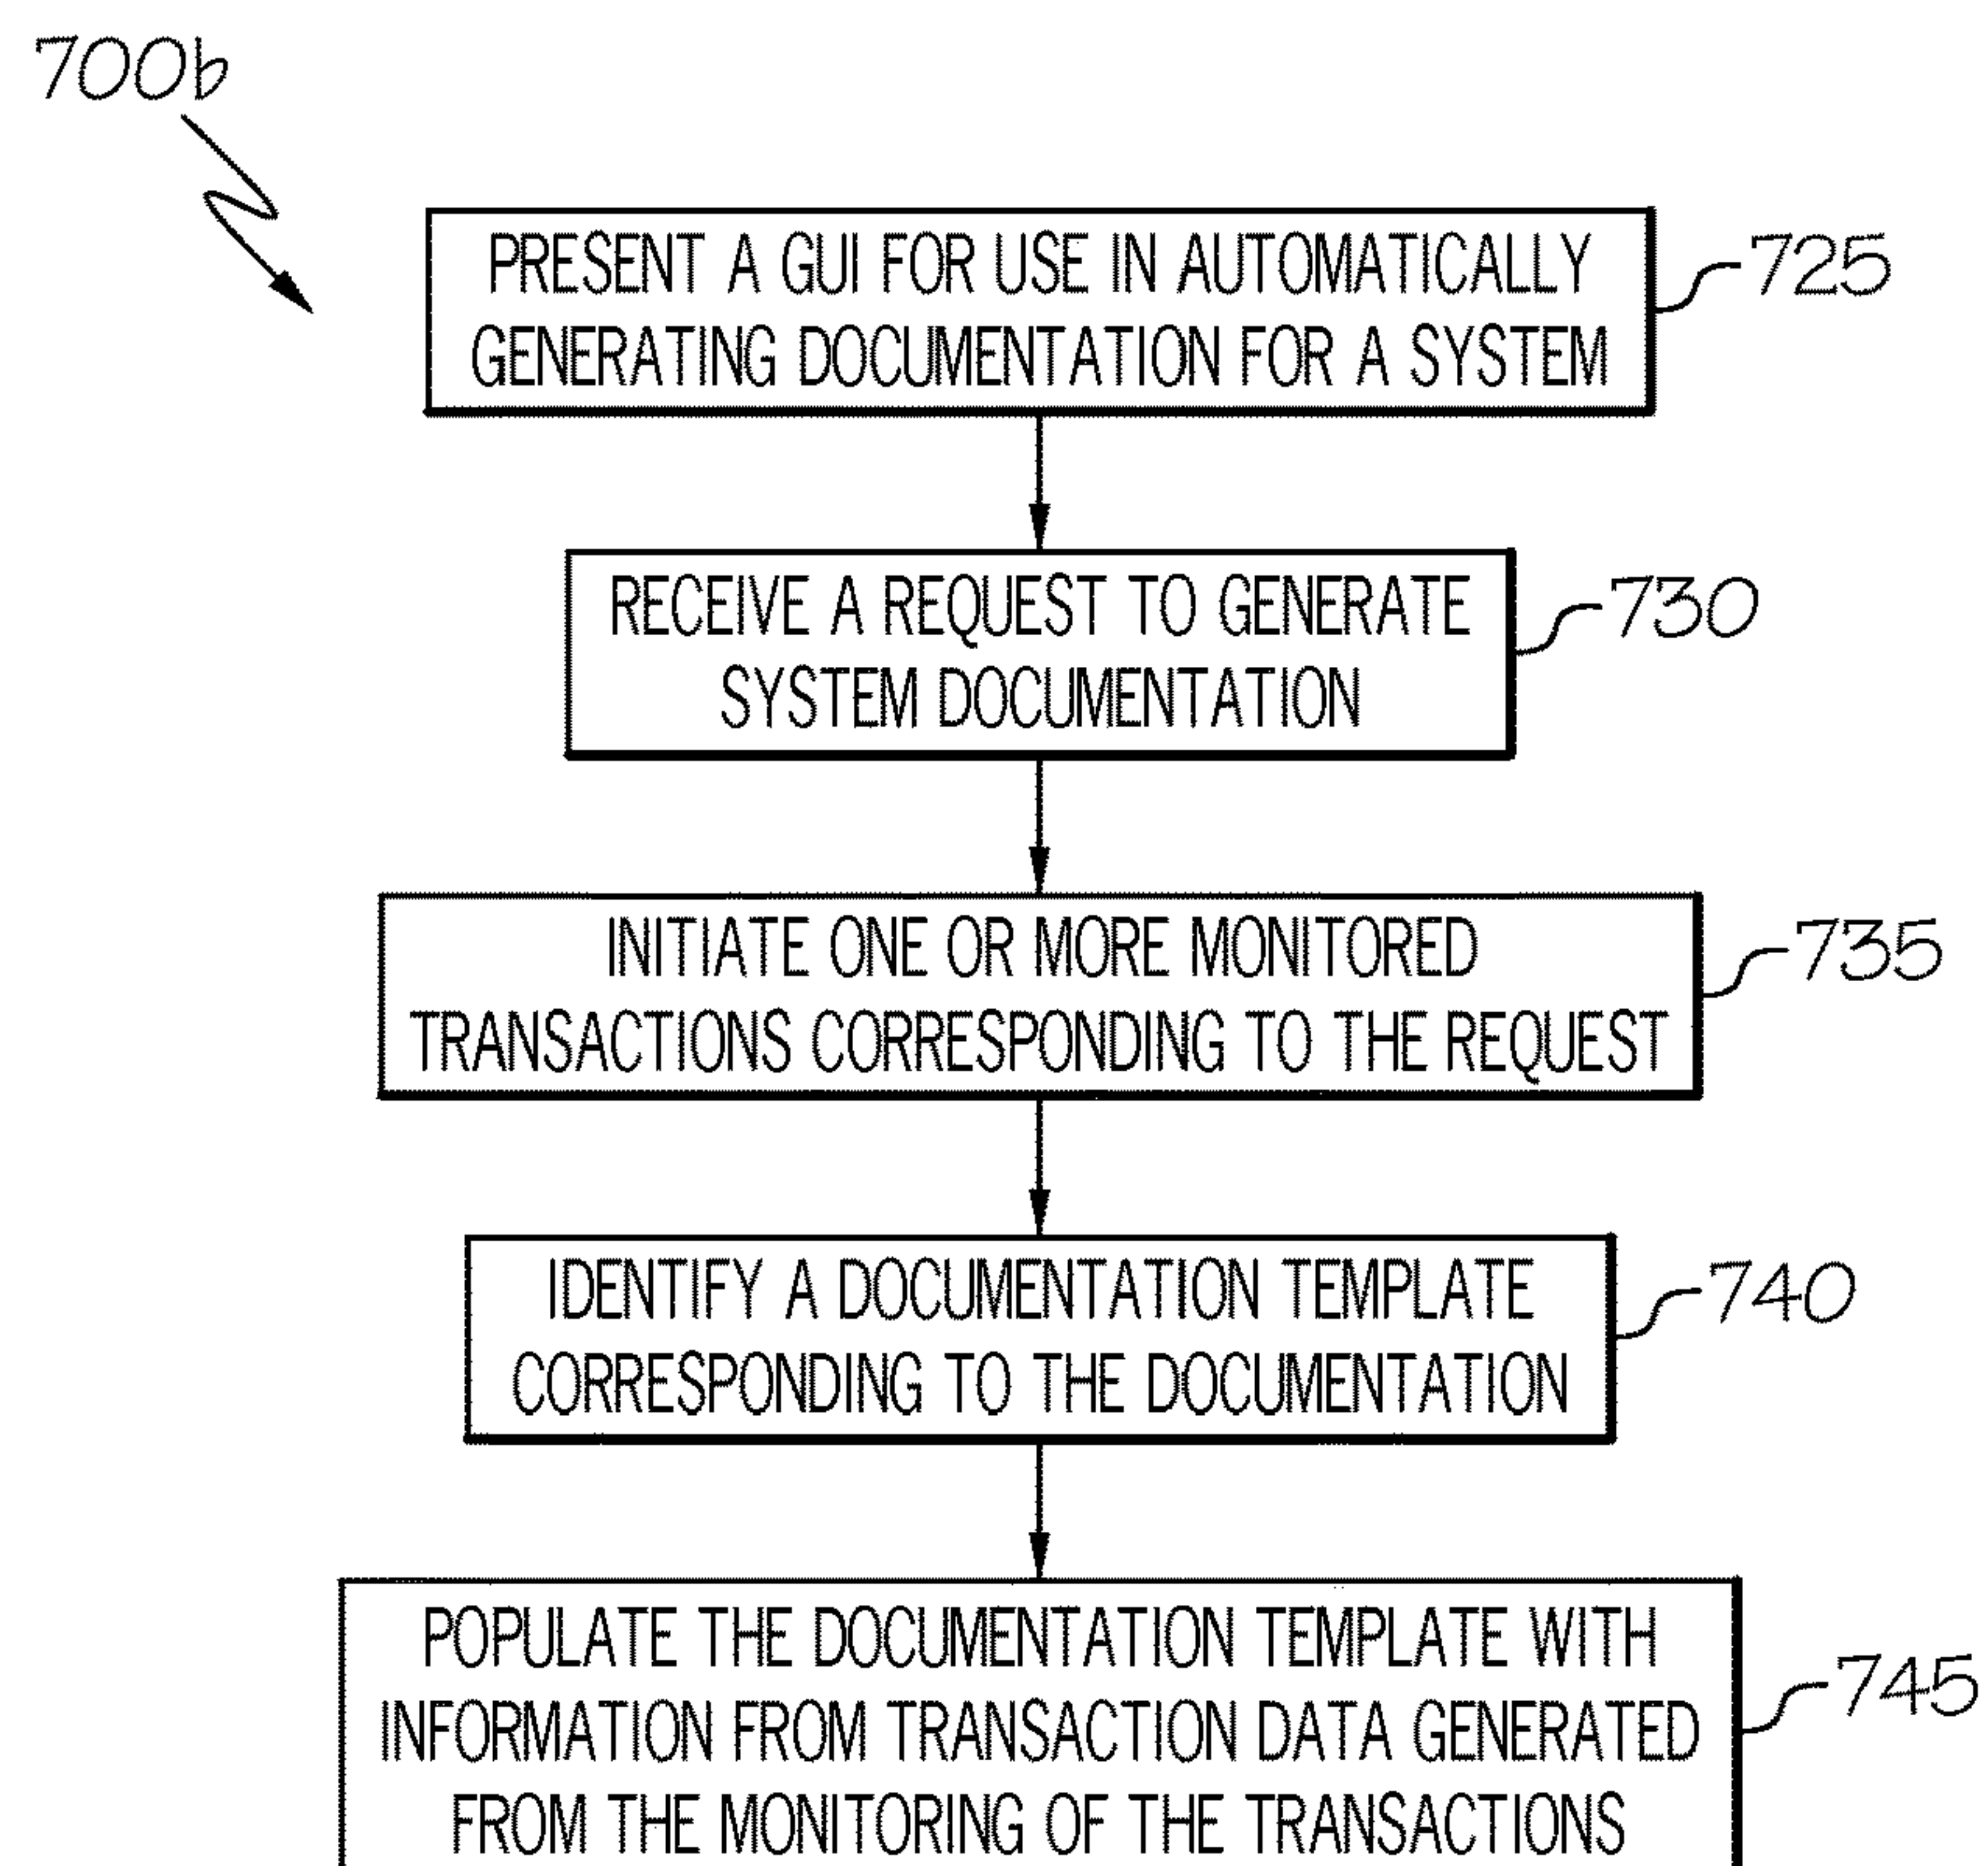 700b
PRESENT A GUI FOR USE IN AUTOMATICALLY
GENERATING DOCUMENTATION FOR A SYSTEM
725
RECEIVE A REQUEST TO GENERATE
SYSTEM DOCUMENTATION
730
INITIATE ONE OR MORE MONITORED
TRANSACTIONS CORRESPONDING TO THE REQUEST
735
IDENTIFY A DOCUMENTATION TEMPLATE
CORRESPONDING TO THE DOCUMENTATION
740
POPULATE THE DOCUMENTATION TEMPLATE WITH
INFORMATION FROM TRANSACTION DATA GENERATED
FROM THE MONITORING OF THE TRANSACTIONS
745